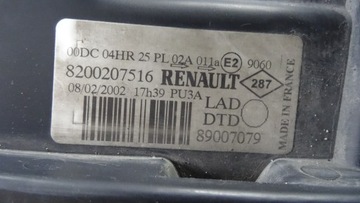 00DC 04HR 25 PL 02A 011a E2 9060
8200207516 RENAULT 287
08/02/2002 17h39 PU3A LAD
DTD
89007079
MADE IN FRANCE